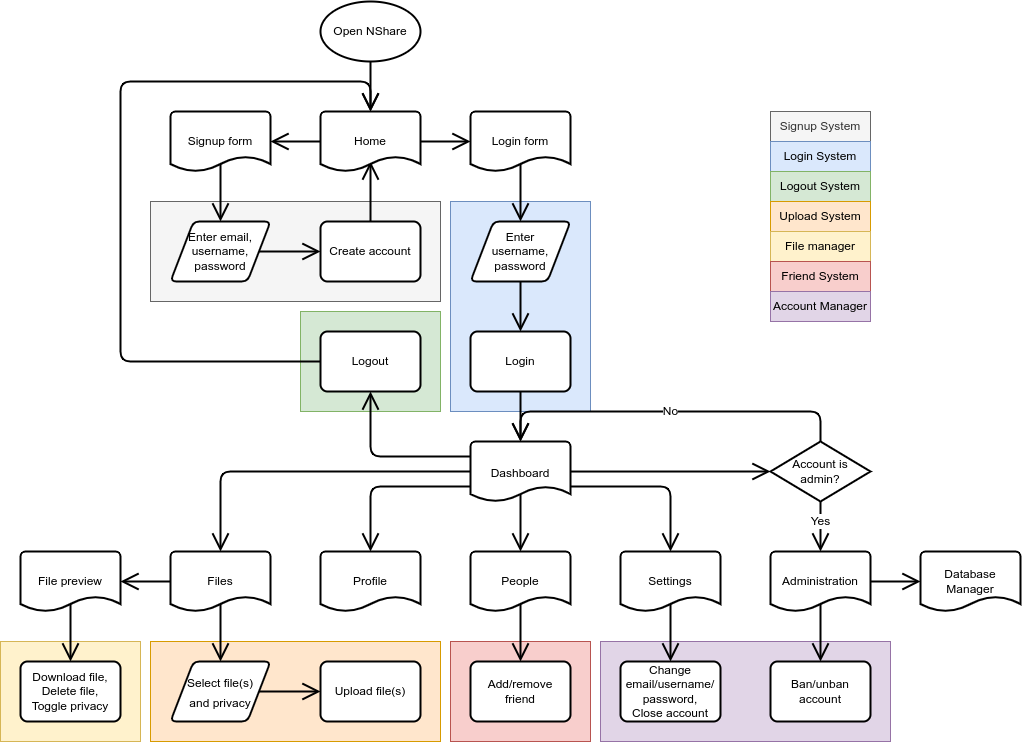 Open NShare
Signup form
Home
Login form
Signup System
Login System
Logout System
Upload System
File manager
Friend System
Account Manager
Enter email,
username,
password
Create account
Enter
username,
password
Logout
Login
No
Dashboard
Account is
admin?
Yes
File preview
Files
Profile
People
Settings
Administration
Database
Manager
Download file,
Delete file,
Toggle privacy
Select file(s)
and privacy
Upload file(s)
Add/remove
friend
Change
email/username/
password,
Close account
Ban/unban
account